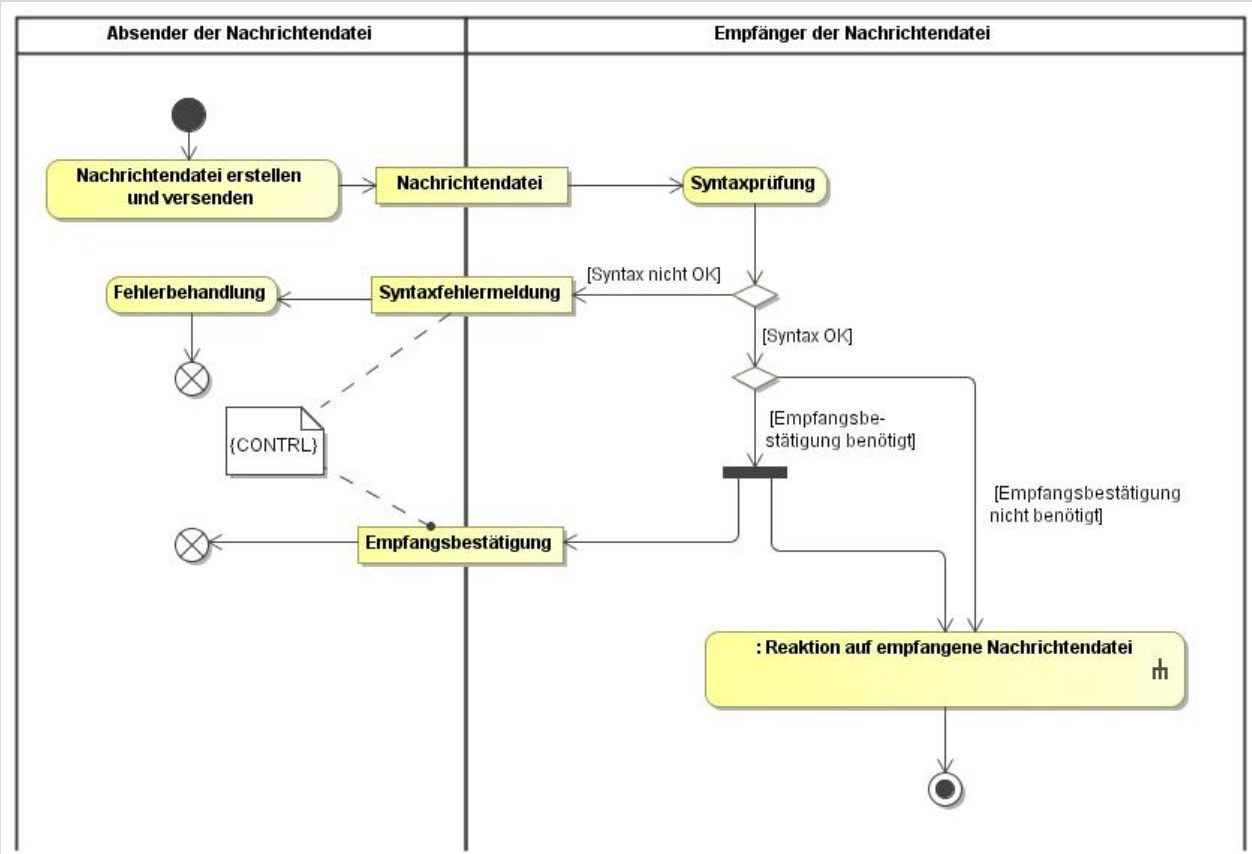 Absender der Nachrichtendatei
Empfänger der Nachrichtendatei
Nachrichtendatei erstellen
und versenden
Nachrichtendatei
Syntaxprüfung
[Syntax nicht OK]
Fehlerbehandlung
Syntaxfehlermeldung
[Syntax OK]
{CONTRL}
[Empfangsbe-
stätigung benötigt]
[Empfangsbestätigung
nicht benötigt]
Empfangsbestätigung
: Reaktion auf empfangene Nachrichtendatei